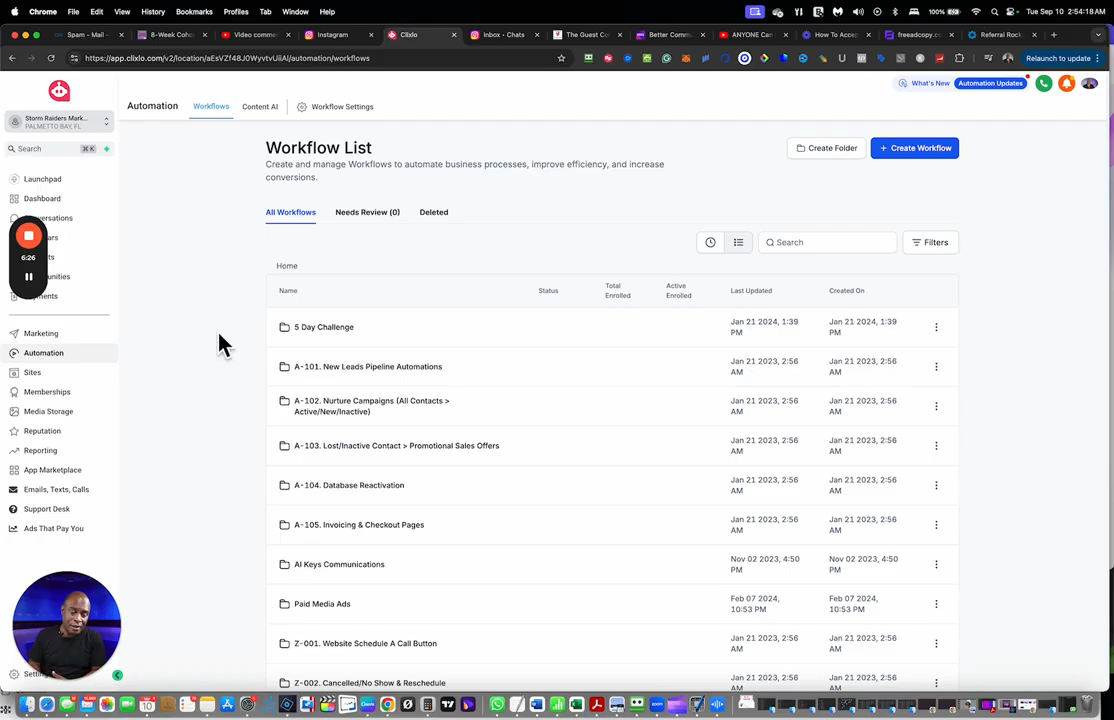 Chrome File Edit View History Bookmarks Profiles Tab Window Help 100% Tue Sep 10 2:54:18 AM
Spam - Mail - 8-Week Coho Video comme Instagram Clixlo Inbox · Chats The Guest Co Better Comm ANYONE Can How To Acce freeadcopy.c Referral Rock
https://app.clixlo.com/v2/location/ /automation/workflows Relaunch to update
What's New Automation Updates
Automation Workflows Content AI Workflow Settings
Storm Raiders Mark...
PALMETTO BAY, FL
Search ⌘ K
Launchpad
Dashboard
Conversations
6:26
Marketing
Automation
Sites
Memberships
Media Storage
Reputation
Reporting
App Marketplace
Emails, Texts, Calls
Support Desk
Ads That Pay You
Workflow List
Create and manage Workflows to automate business processes, improve efficiency, and increase
conversions.
Create Folder + Create Workflow
All Workflows Needs Review (0) Deleted
Search Filters
Home
Name Status Total Enrolled Active Enrolled Last Updated Created On
5 Day Challenge Jan 21 2024, 1:39 PM Jan 21 2024, 1:39 PM
A-101. New Leads Pipeline Automations Jan 21 2023, 2:56 AM Jan 21 2023, 2:56 AM
A-102. Nurture Campaigns (All Contacts > Active/New/Inactive) Jan 21 2023, 2:56 AM Jan 21 2023, 2:56 AM
A-103. Lost/Inactive Contact > Promotional Sales Offers Jan 21 2023, 2:56 AM Jan 21 2023, 2:56 AM
A-104. Database Reactivation Jan 21 2023, 2:56 AM Jan 21 2023, 2:56 AM
A-105. Invoicing & Checkout Pages Jan 21 2023, 2:56 AM Jan 21 2023, 2:56 AM
AI Keys Communications Nov 02 2023, 4:50 PM Nov 02 2023, 4:50 PM
Paid Media Ads Feb 07 2024, 10:53 PM Feb 07 2024, 10:53 PM
Z-001. Website Schedule A Call Button Jan 21 2023, 2:56 AM Jan 21 2023, 2:56 AM
Z-002. Cancelled/No Show & Reschedule Jan 21 2023, 2:56 Jan 21 2023, 2:56